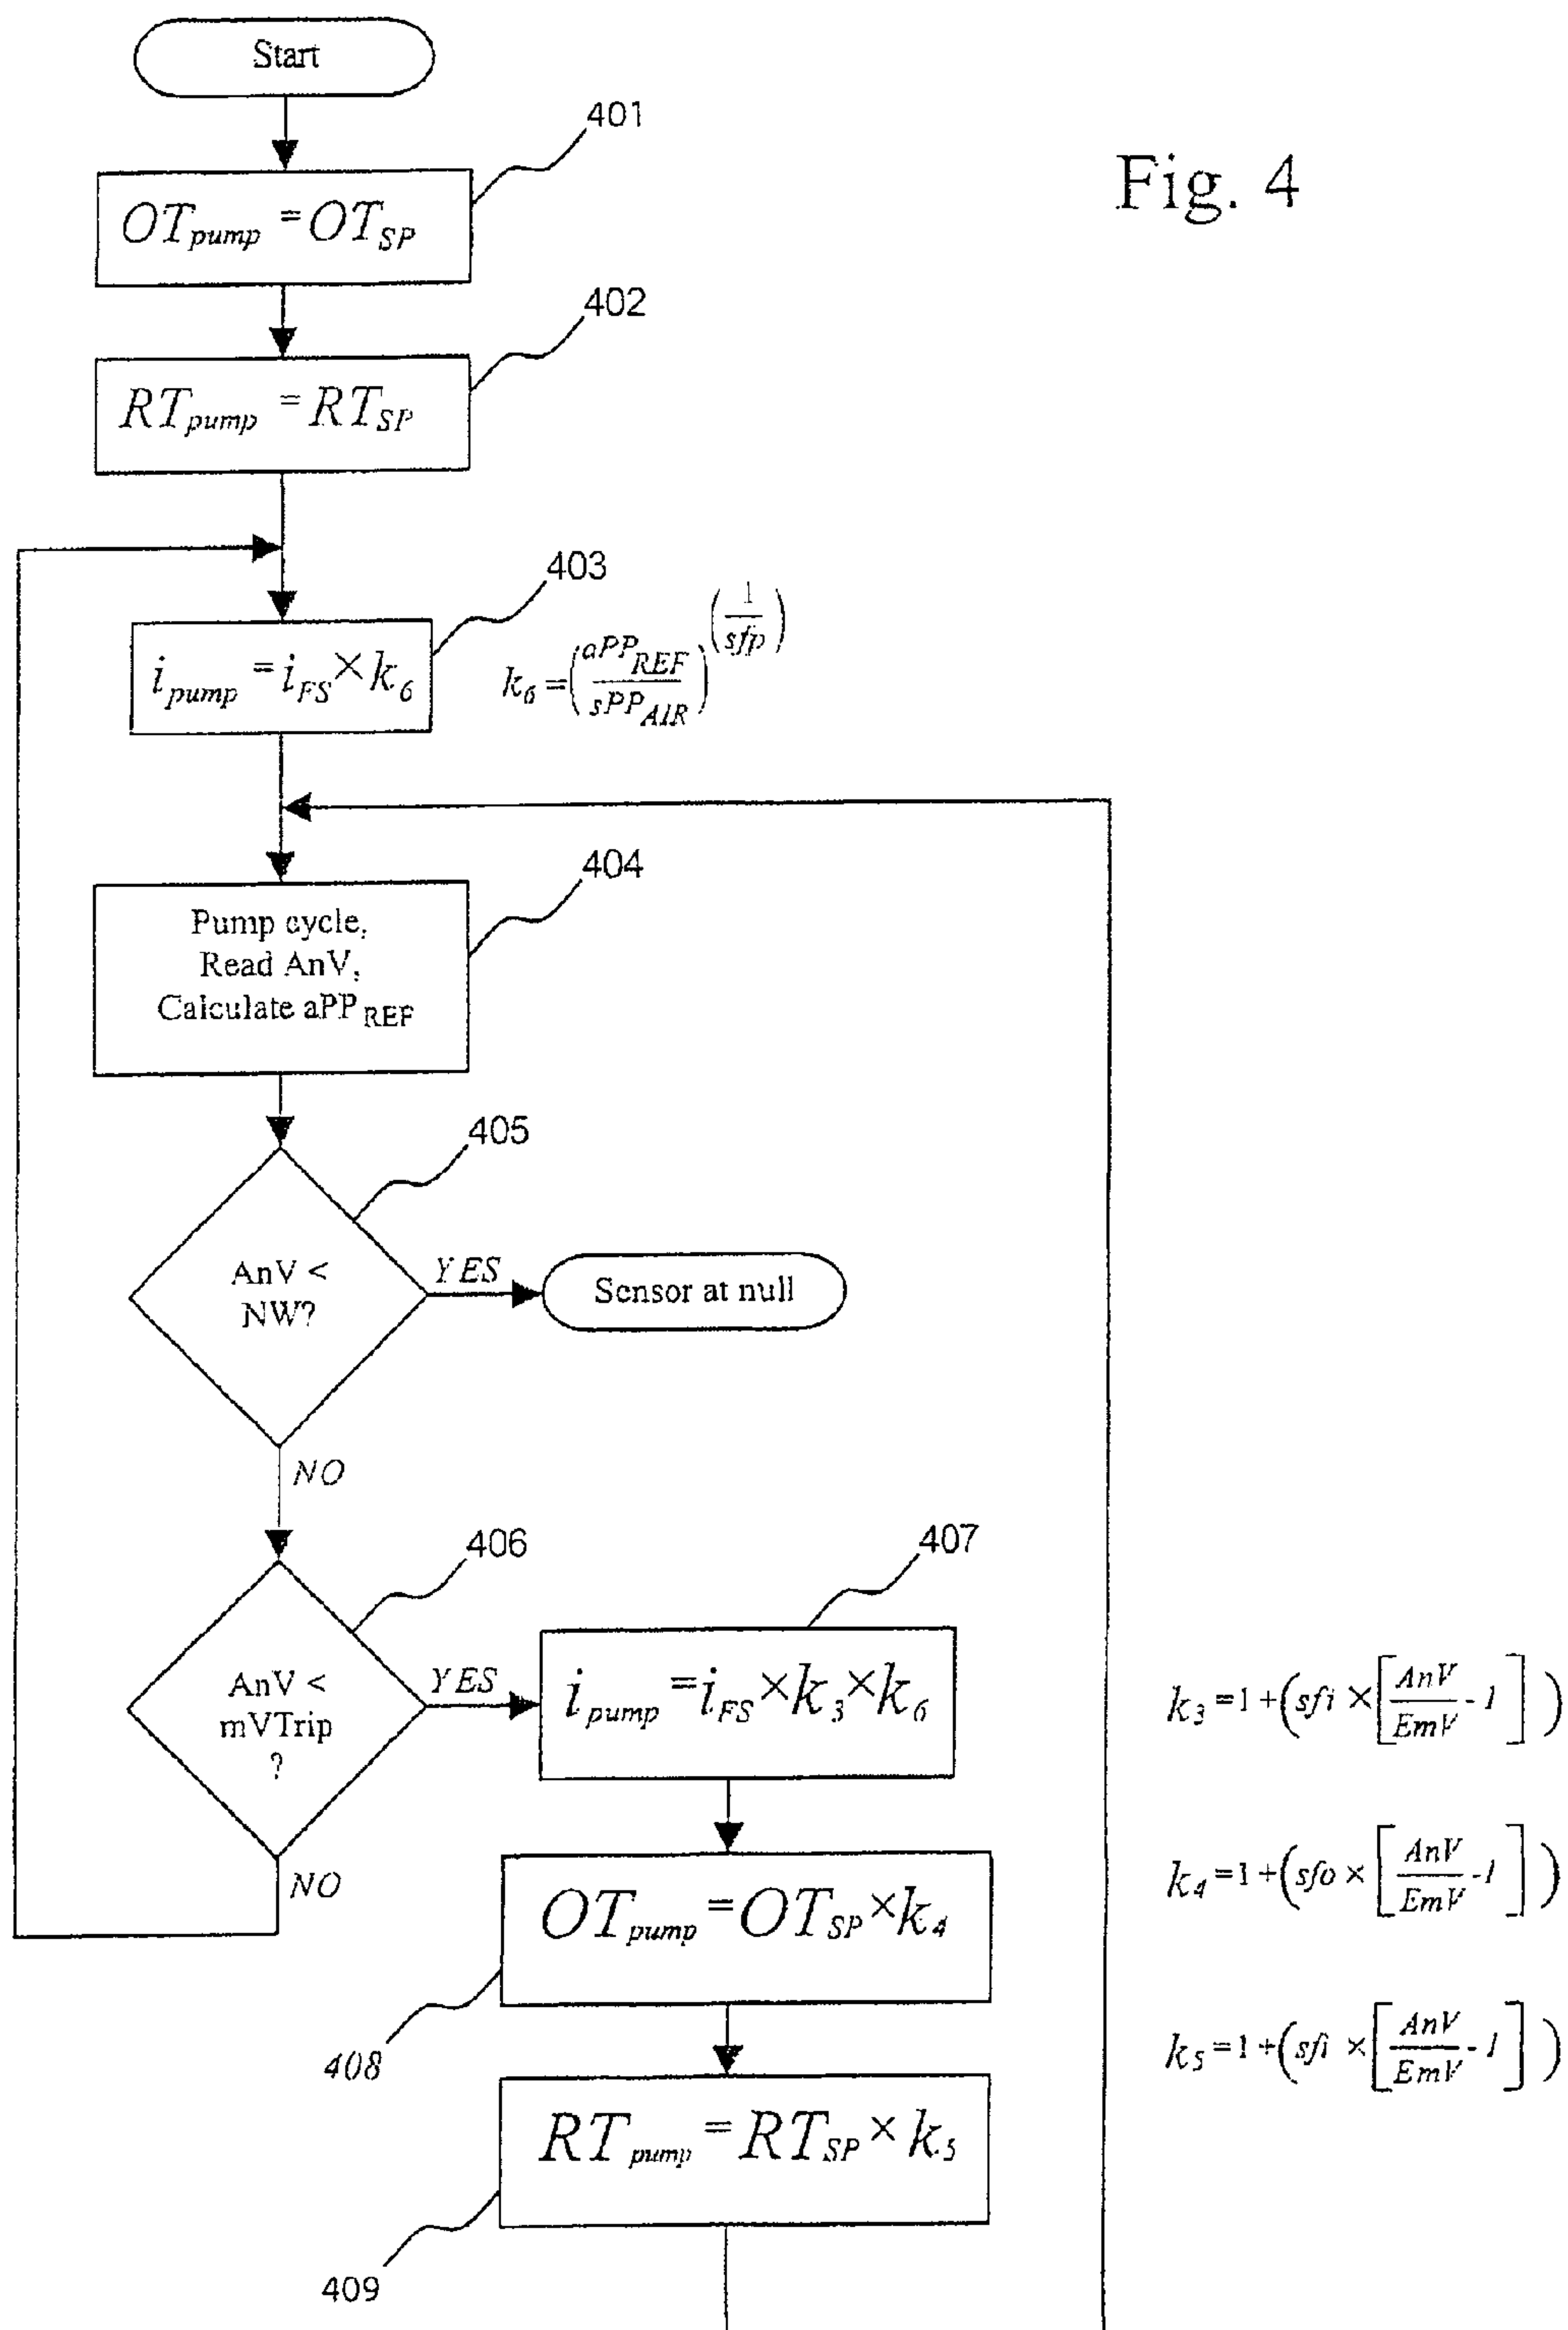 Start
401
Fig. 4
OTpump = OTSP
402
RTpump = RTSP
403
ipump = iFS × k6
k6 = (aPPREF / sPPAIR)^(1/sfp)
404
Pump cycle,
Read AnV,
Calculate aPPREF
405
AnV <
NW?
YES
Sensor at null
NO
406
407
AnV <
mVTrip
?
YES
ipump = iFS × k3 × k6
k3 = 1 + (sfi × [AnV / EmV - 1])
NO
OTpump = OTSP × k4
k4 = 1 + (sfo × [AnV / EmV - 1])
408
k5 = 1 + (sfi × [AnV / EmV - 1])
RTpump = RTSP × k5
409